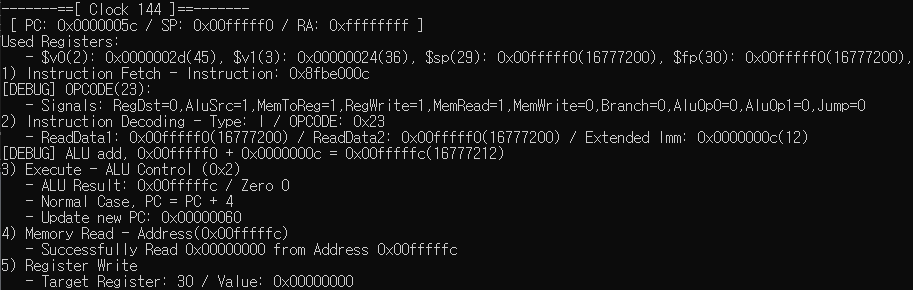 -------==[ Clock 144 ]==-------
[ PC: 0x0000005c / SP: 0x00fffff0 / RA: 0xffffffff ]
Used Registers:
- $v0(2): 0x0000002d(45), $v1(3): 0x00000024(36), $sp(29): 0x00fffff0(16777200), $fp(30): 0x00fffff0(16777200),
1) Instruction Fetch - Instruction: 0x8fbe000c
[DEBUG] OPCODE(23):
- Signals: RegDst=0,AluSrc=1,MemToReg=1,RegWrite=1,MemRead=1,MemWrite=0,Branch=0,AluOp0=0,AluOp1=0,Jump=0
2) Instruction Decoding - Type: I / OPCODE: 0x23
- ReadData1: 0x00fffff0(16777200) / ReadData2: 0x00fffff0(16777200) / Extended Imm: 0x0000000c(12)
[DEBUG] ALU add, 0x00fffff0 + 0x0000000c = 0x00fffffc(16777212)
3) Execute - ALU Control (0x2)
- ALU Result: 0x00fffffc / Zero 0
- Normal Case, PC = PC + 4
- Update new PC: 0x00000060
4) Memory Read - Address(0x00fffffc)
- Successfully Read 0x00000000 from Address 0x00fffffc
5) Register Write
- Target Register: 30 / Value: 0x00000000